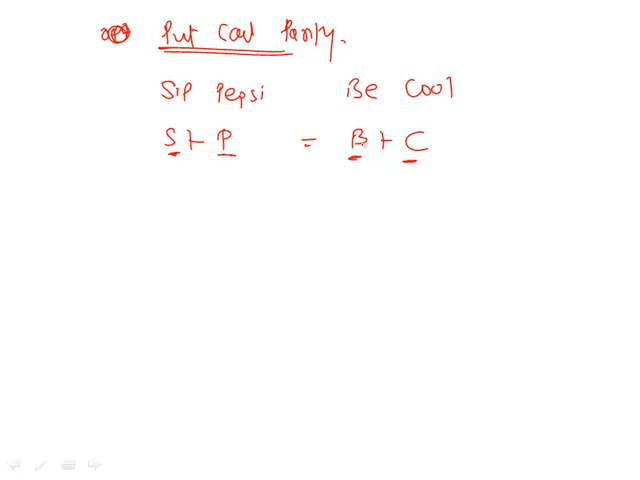 Put Call Parity.
Sip Pepsi Be Cool
S + P = B + C